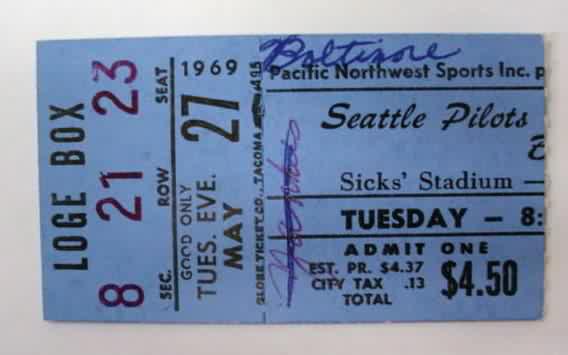 LOGE BOX
8 21 23
SEC. ROW SEAT
GOOD ONLY 1969
TUES. EVE.
MAY 27
GLOBE TICKET CO., TACOMA
Baltimore
Yankees
Pacific Northwest Sports Inc. p
Seattle Pilots
Sicks' Stadium –
TUESDAY – 8:
ADMIT ONE
EST. PR. $4.37
CITY TAX .13
TOTAL $4.50